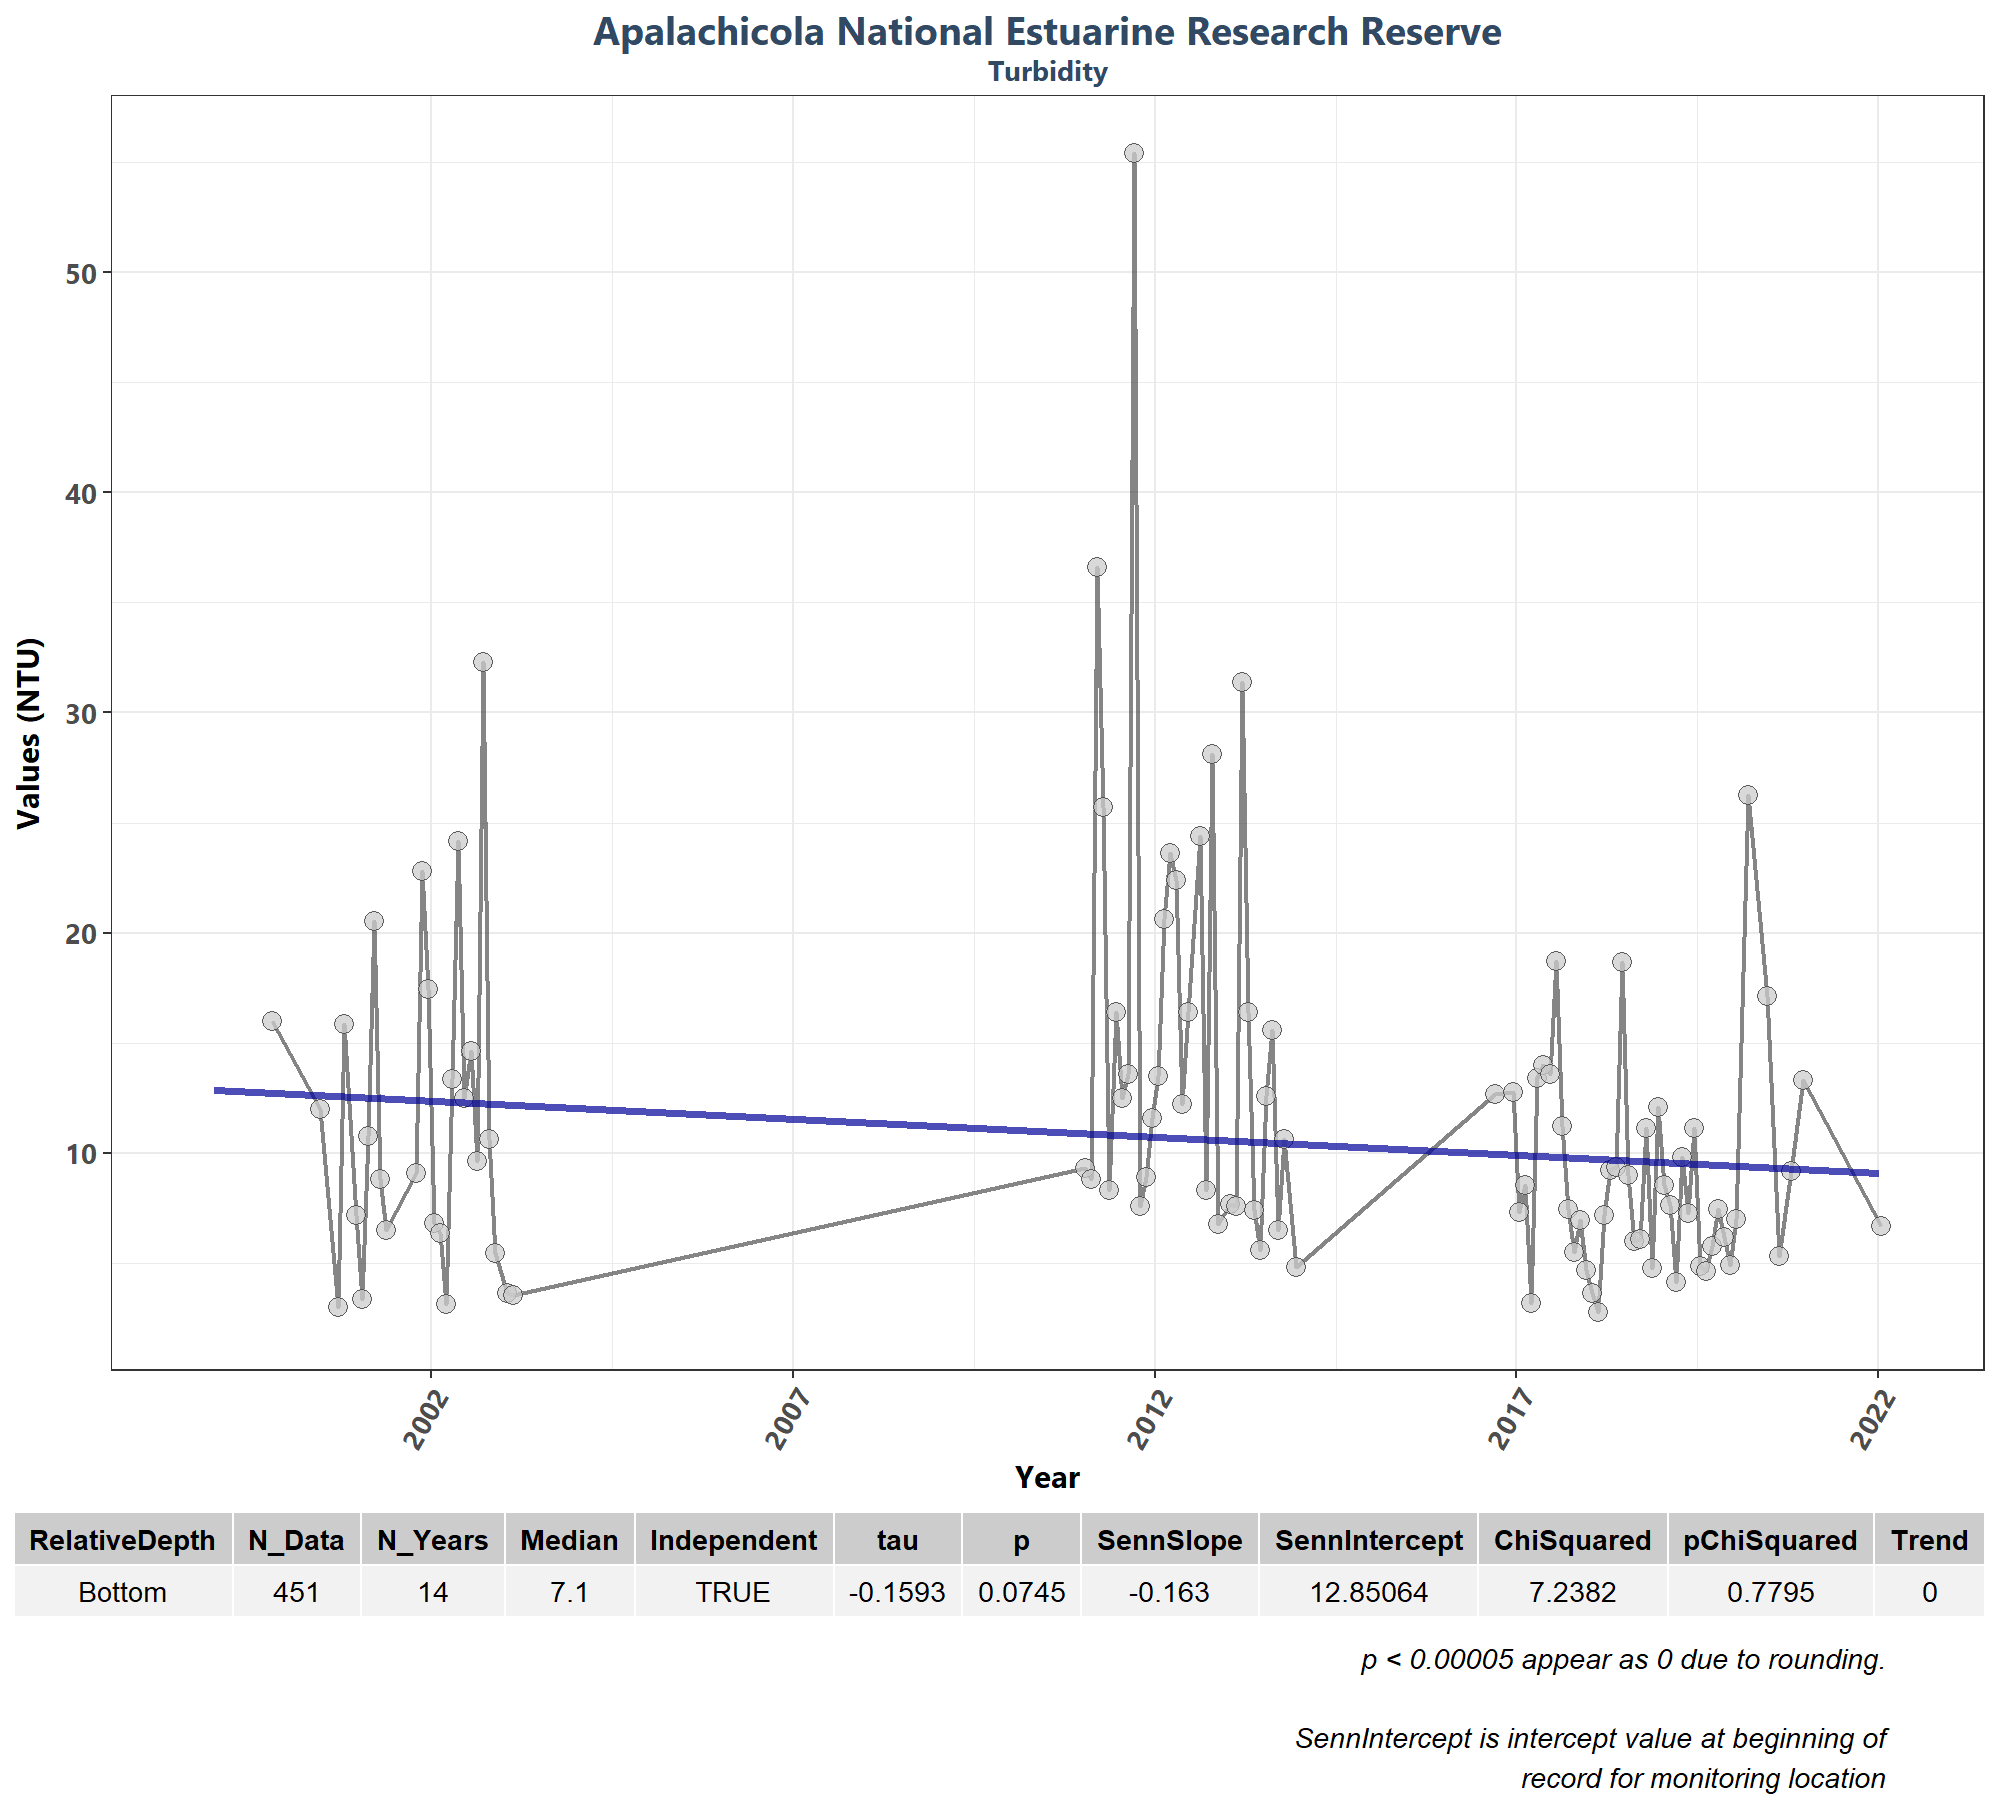 Apalachicola National Estuarine Research Reserve
Turbidity
Values (NTU)
50
40
30
20
10
2002 2007 2012 2017 2022
Year
RelativeDepth N_Data N_Years Median Independent tau p SennSlope SennIntercept ChiSquared pChiSquared Trend
Bottom 451 14 7.1 TRUE -0.1593 0.0745 -0.163 12.85064 7.2382 0.7795 0
p < 0.00005 appear as 0 due to rounding.
SennIntercept is intercept value at beginning of
record for monitoring location